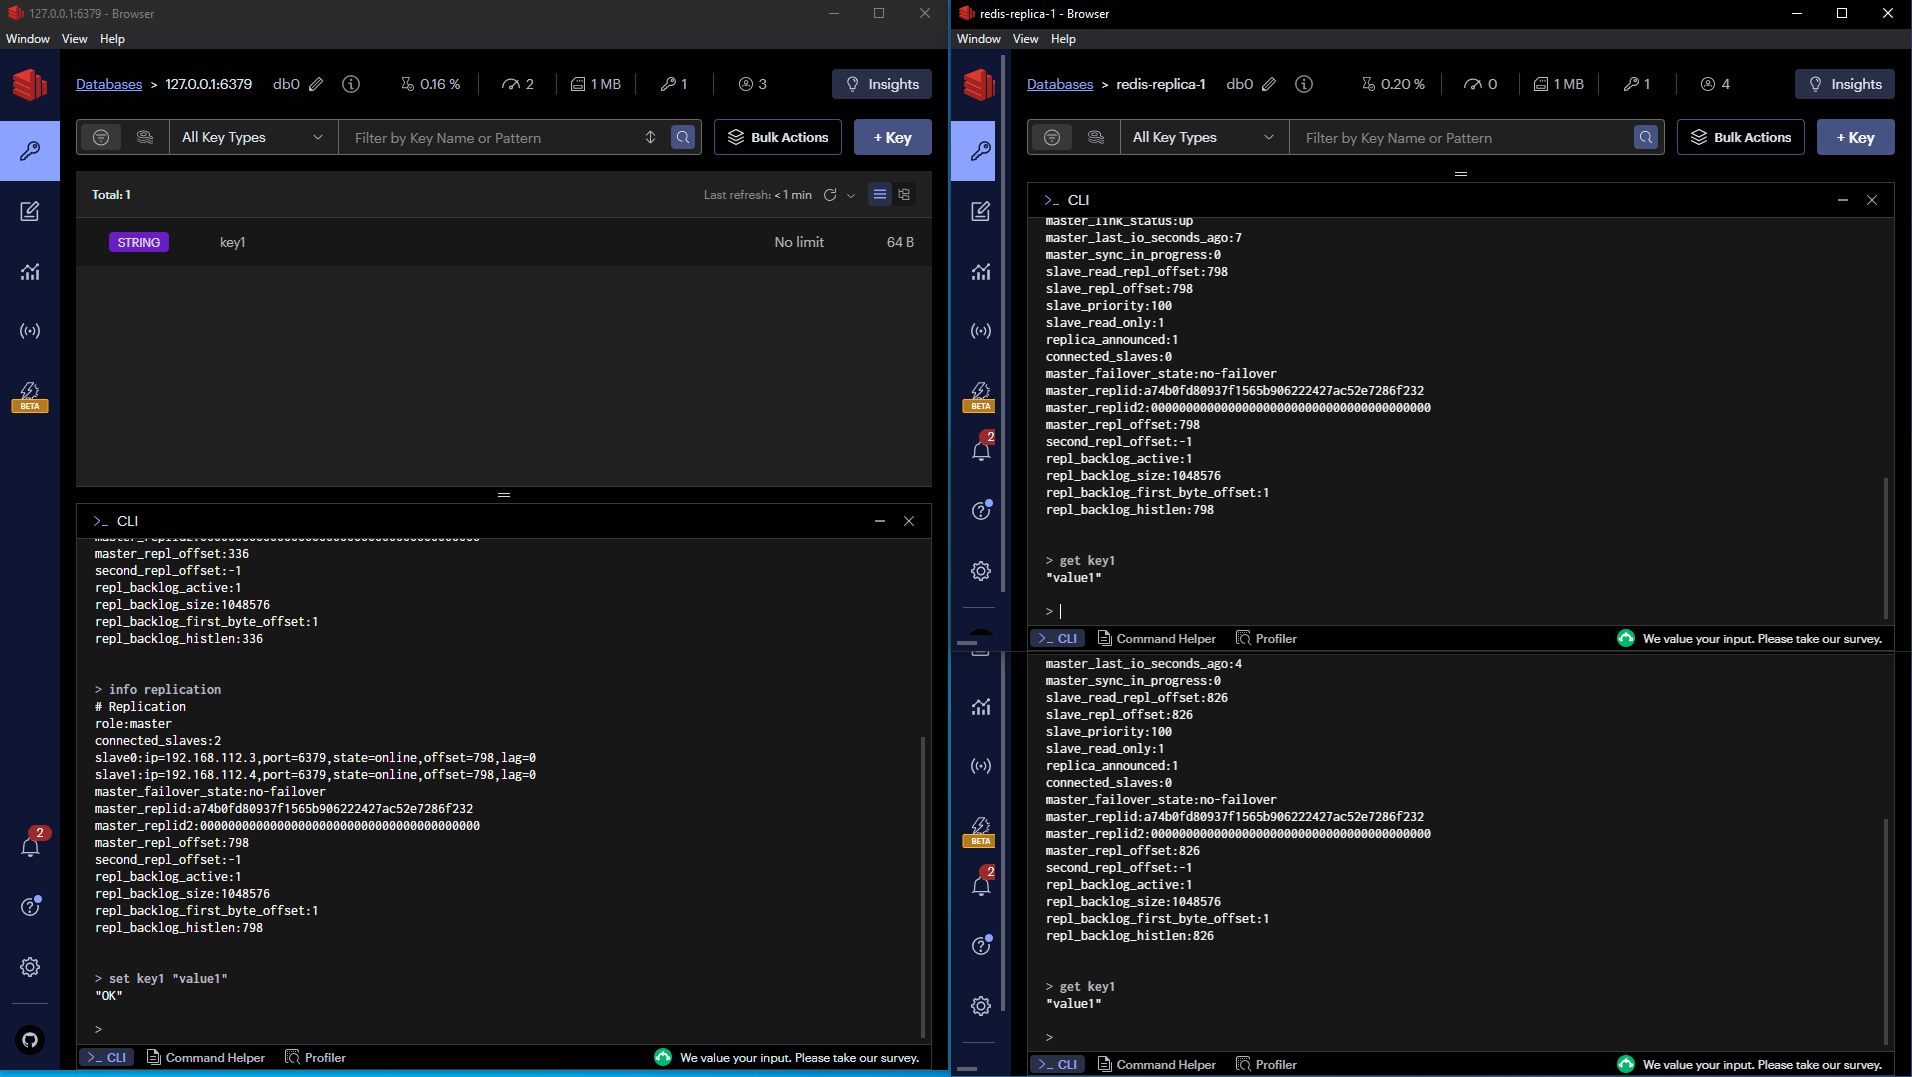 127.0.0.1:6379 - Browser
Window View Help
Databases > 127.0.0.1:6379 db0 0.16 % 2 1 MB 1 3 Insights
All Key Types Filter by Key Name or Pattern Bulk Actions + Key
Total: 1 Last refresh: < 1 min
STRING key1 No limit 64 B
BETA
>_ CLI
master_repl_offset:336
second_repl_offset:-1
repl_backlog_active:1
repl_backlog_size:1048576
repl_backlog_first_byte_offset:1
repl_backlog_histlen:336
> info replication
# Replication
role:master
connected_slaves:2
slave0:ip=192.168.112.3,port=6379,state=online,offset=798,lag=0
slave1:ip=192.168.112.4,port=6379,state=online,offset=798,lag=0
master_failover_state:no-failover
master_replid:a74b0fd80937f1565b906222427ac52e7286f232
master_replid2:0000000000000000000000000000000000000000
master_repl_offset:798
second_repl_offset:-1
repl_backlog_active:1
repl_backlog_size:1048576
repl_backlog_first_byte_offset:1
repl_backlog_histlen:798
> set key1 "value1"
"OK"
>
2
>_ CLI Command Helper Profiler We value your input. Please take our survey.
redis-replica-1 - Browser
Window View Help
Databases > redis-replica-1 db0 0.20 % 0 1 MB 1 4 Insights
All Key Types Filter by Key Name or Pattern Bulk Actions + Key
>_ CLI
master_link_status:up
master_last_io_seconds_ago:7
master_sync_in_progress:0
slave_read_repl_offset:798
slave_repl_offset:798
slave_priority:100
slave_read_only:1
replica_announced:1
connected_slaves:0
master_failover_state:no-failover
master_replid:a74b0fd80937f1565b906222427ac52e7286f232
master_replid2:0000000000000000000000000000000000000000
master_repl_offset:798
second_repl_offset:-1
repl_backlog_active:1
repl_backlog_size:1048576
repl_backlog_first_byte_offset:1
repl_backlog_histlen:798
> get key1
"value1"
>
BETA
2
>_ CLI Command Helper Profiler We value your input. Please take our survey.
master_last_io_seconds_ago:4
master_sync_in_progress:0
slave_read_repl_offset:826
slave_repl_offset:826
slave_priority:100
slave_read_only:1
replica_announced:1
connected_slaves:0
master_failover_state:no-failover
master_replid:a74b0fd80937f1565b906222427ac52e7286f232
master_replid2:0000000000000000000000000000000000000000
master_repl_offset:826
second_repl_offset:-1
repl_backlog_active:1
repl_backlog_size:1048576
repl_backlog_first_byte_offset:1
repl_backlog_histlen:826
> get key1
"value1"
>
BETA
2
>_ CLI Command Helper Profiler We value your input. Please take our survey.